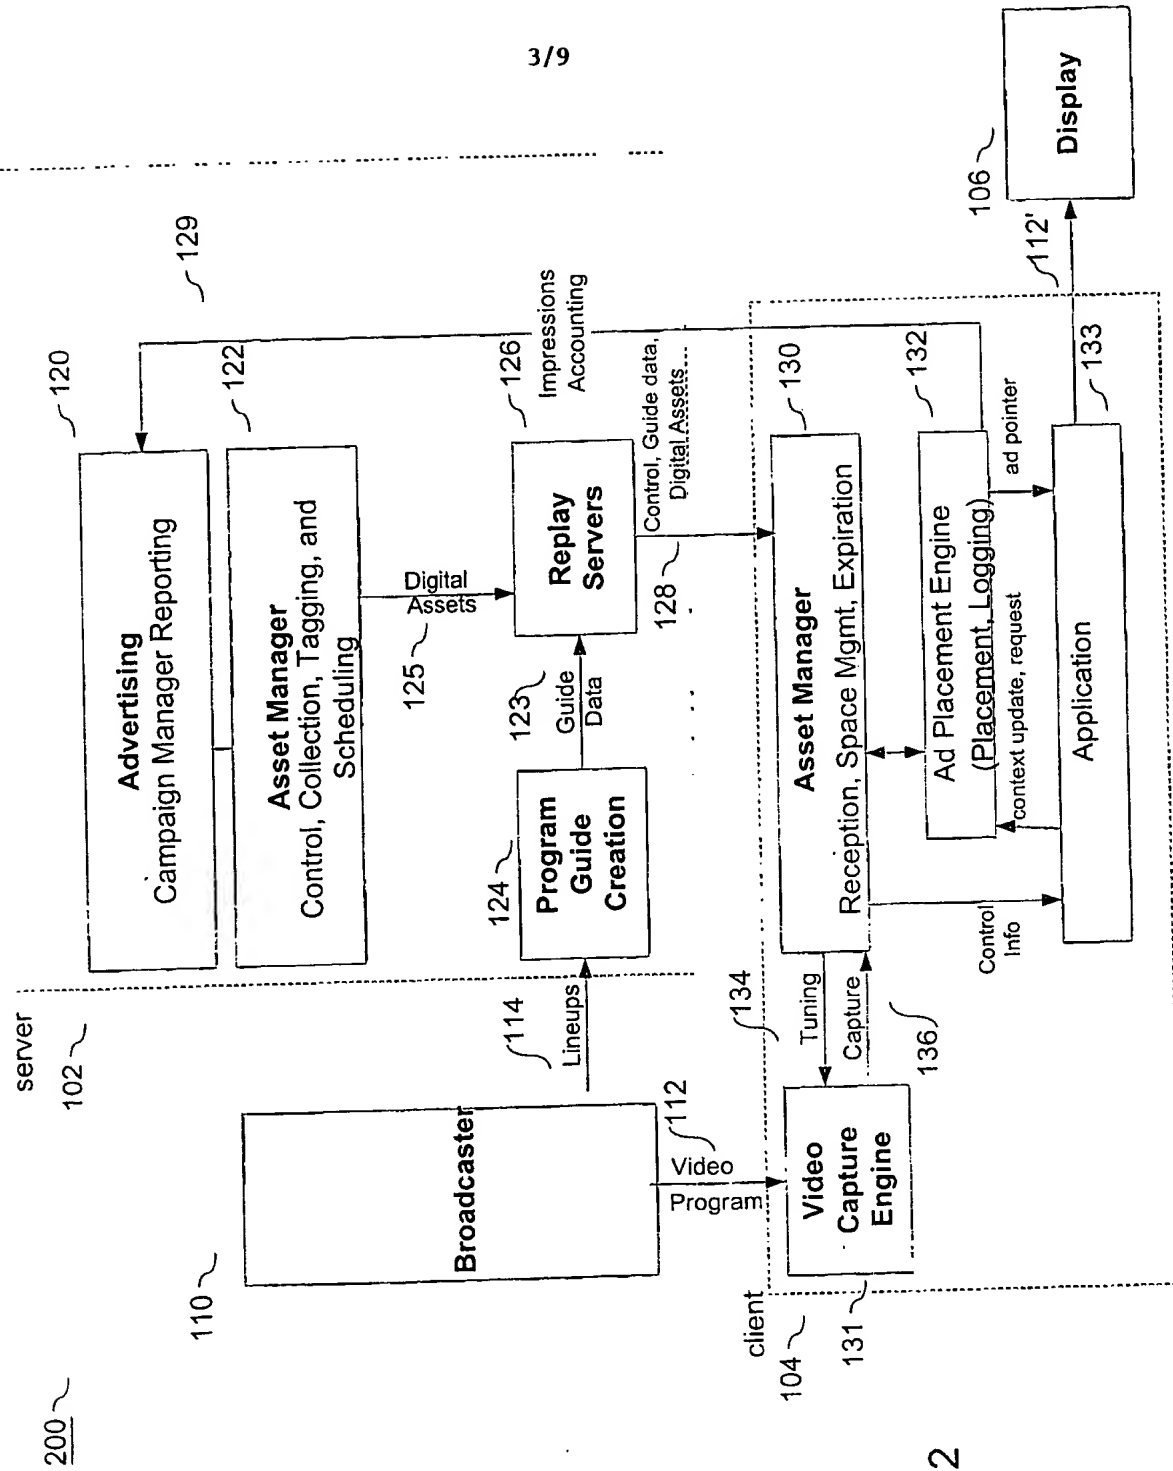 3/9
200
server
102
120
Advertising
Campaign Manager Reporting
122
129
Asset Manager
Control, Collection, Tagging, and
Scheduling
110
Broadcaster
114
Lineups
124
Program
Guide
Creation
123
Guide
Data
125
Digital
Assets
126
Replay
Servers
Impressions
Accounting
Control, Guide data,
Digital Assets
128
112
Video
Program
client
104
131
Video
Capture
Engine
134
Tuning
Capture
136
130
Asset Manager
Reception, Space Mgmt, Expiration
132
Ad Placement Engine
(Placement, Logging)
context update, request
ad pointer
Control
Info
Application
133
112'
106
Display
2